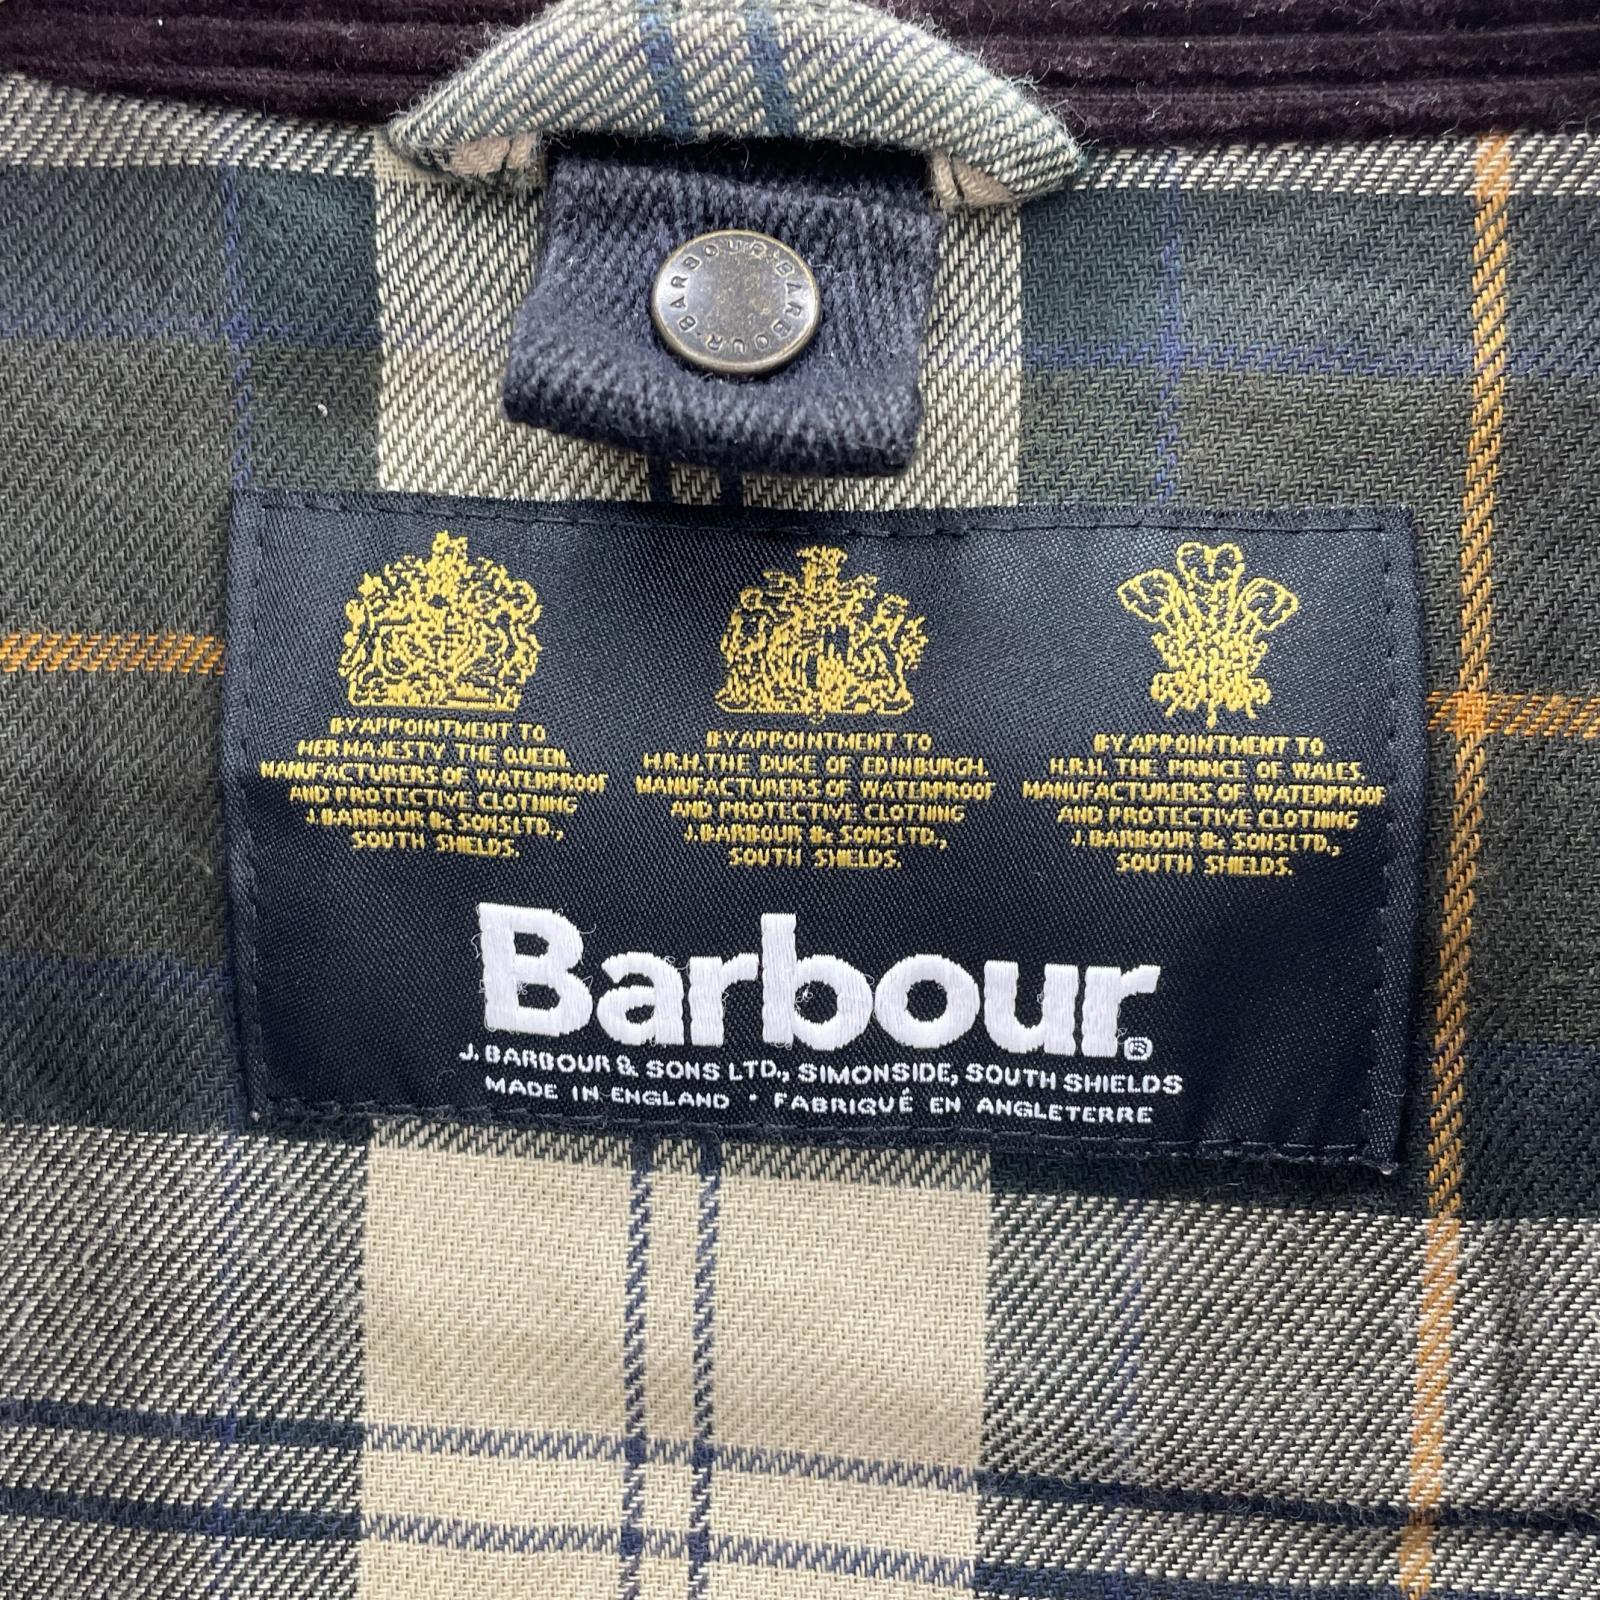 BARBOUR · BARBOUR ·
BY APPOINTMENT TO
HER MAJESTY THE QUEEN
MANUFACTURERS OF WATERPROOF
AND PROTECTIVE CLOTHING
J. BARBOUR & SONS LTD.,
SOUTH SHIELDS.
BY APPOINTMENT TO
H.R.H. THE DUKE OF EDINBURGH.
MANUFACTURERS OF WATERPROOF
AND PROTECTIVE CLOTHING
J. BARBOUR & SONS LTD.,
SOUTH SHIELDS.
BY APPOINTMENT TO
H.R.H. THE PRINCE OF WALES.
MANUFACTURERS OF WATERPROOF
AND PROTECTIVE CLOTHING
J. BARBOUR & SONS LTD.,
SOUTH SHIELDS.
Barbour®
J. BARBOUR & SONS LTD., SIMONSIDE, SOUTH SHIELDS
MADE IN ENGLAND · FABRIQUÉ EN ANGLETERRE